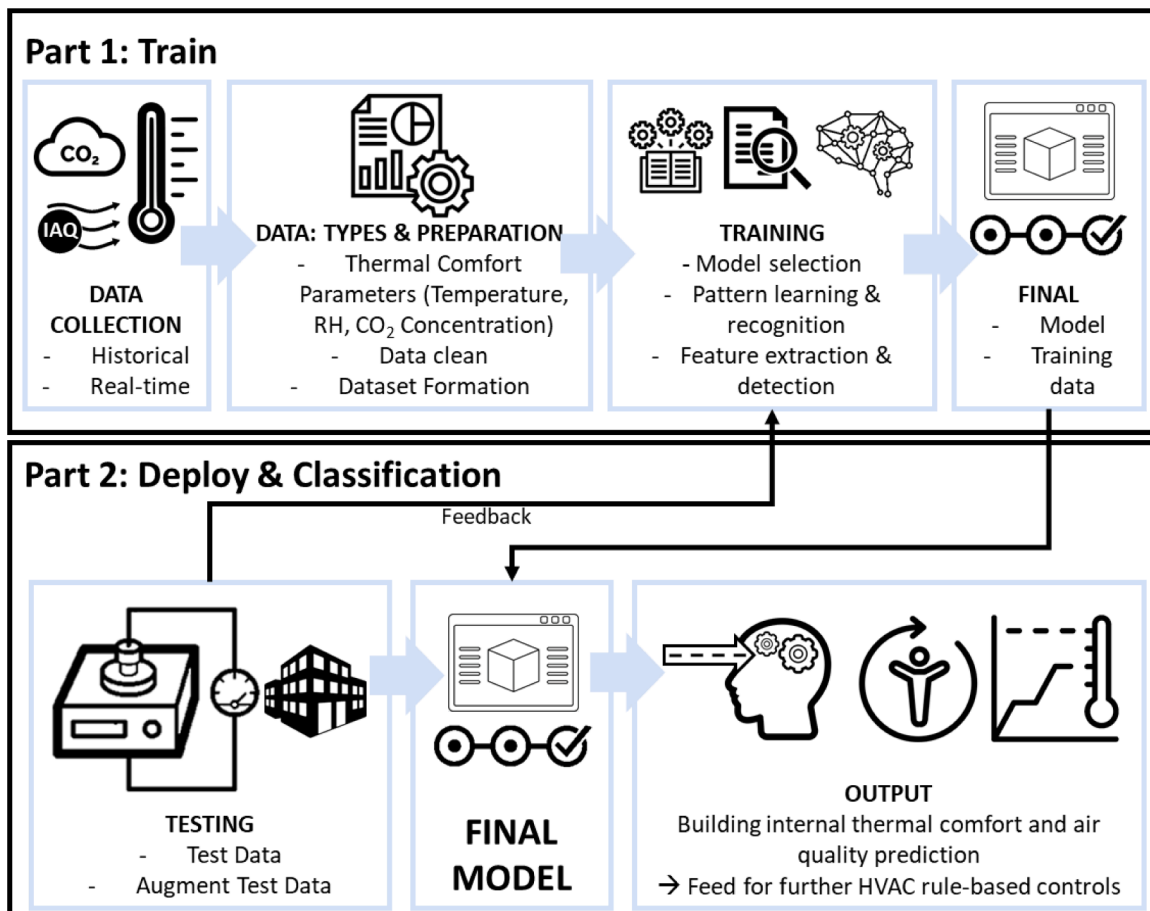 Part 1: Train
CO₂
IAQ
DATA
COLLECTION
- Historical
- Real-time
DATA: TYPES & PREPARATION
- Thermal Comfort
Parameters (Temperature,
RH, CO₂ Concentration)
- Data clean
- Dataset Formation
TRAINING
- Model selection
- Pattern learning &
recognition
- Feature extraction &
detection
FINAL
- Model
- Training
data
Part 2: Deploy & Classification
Feedback
TESTING
- Test Data
- Augment Test Data
FINAL
MODEL
OUTPUT
Building internal thermal comfort and air
quality prediction
→ Feed for further HVAC rule-based controls